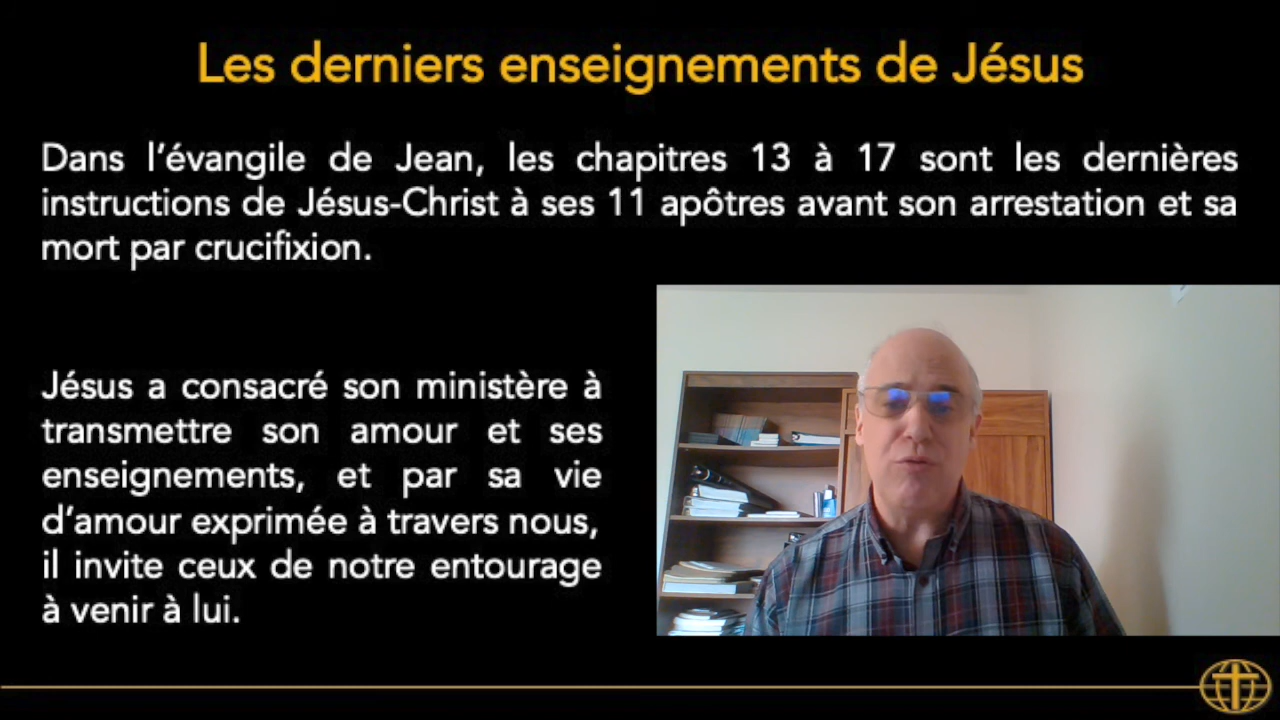 Les derniers enseignements de Jésus
Dans l’évangile de Jean, les chapitres 13 à 17 sont les dernières
instructions de Jésus-Christ à ses 11 apôtres avant son arrestation et sa
mort par crucifixion.
Jésus a consacré son ministère à
transmettre son amour et ses
enseignements, et par sa vie
d’amour exprimée à travers nous,
il invite ceux de notre entourage
à venir à lui.